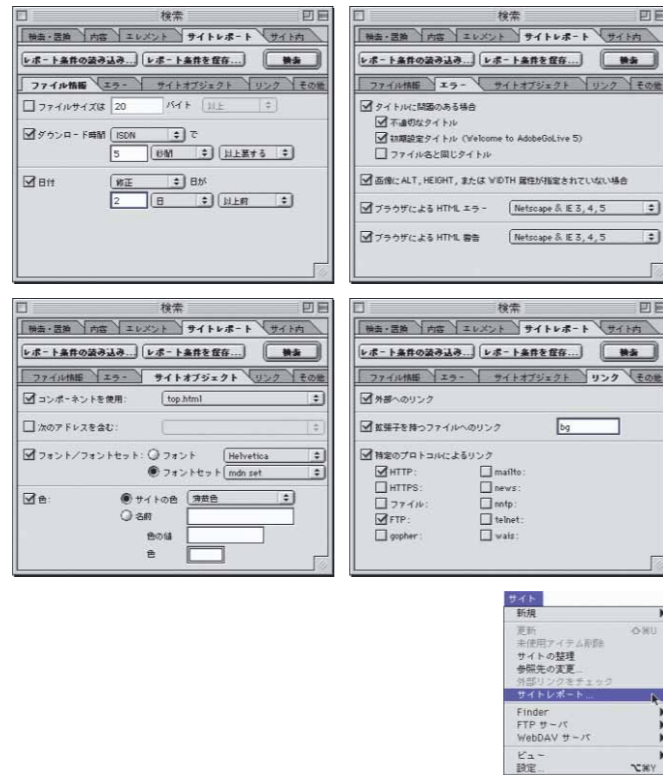 検索
検索・置換 内容 エレメント サイトレポート サイト内
レポート条件の読み込み... レポート条件を保存... 検索
ファイル情報 エラー サイトオブジェクト リンク その他
ファイルサイズは 20 バイト 以上
ダウンロード時間 ISDN で
5 秒間 以上要する
日付 修正 日が
2 日 以上前
検索
検索・置換 内容 エレメント サイトレポート サイト内
レポート条件の読み込み... レポート条件を保存... 検索
ファイル情報 エラー サイトオブジェクト リンク その他
タイトルに問題のある場合
不適切なタイトル
初期設定タイトル (Welcome to AdobeGoLive 5)
ファイル名と同じタイトル
画像に ALT, HEIGHT, または WIDTH 属性が指定されていない場合
ブラウザによる HTML エラー Netscape & IE 3, 4, 5
ブラウザによる HTML 警告 Netscape & IE 3, 4, 5
検索
検索・置換 内容 エレメント サイトレポート サイト内
レポート条件の読み込み... レポート条件を保存... 検索
ファイル情報 エラー サイトオブジェクト リンク その他
コンポーネントを使用: top.html
次のアドレスを含む:
フォント/フォントセット: フォント Helvetica
フォントセット mdn set
色: サイトの色 薄黄色
名前
色の値
色
検索
検索・置換 内容 エレメント サイトレポート サイト内
レポート条件の読み込み... レポート条件を保存... 検索
ファイル情報 エラー サイトオブジェクト リンク その他
外部へのリンク
拡張子を持つファイルへのリンク bg
特定のプロトコルによるリンク
HTTP: mailto:
HTTPS: news:
ファイル: nntp:
FTP: telnet:
gopher: wais:
サイト
新規
更新 ⇧⌘U
未使用アイテム削除
サイトの整理
参照先の変更...
外部リンクをチェック
サイトレポート...
Finder
FTP サーバ
WebDAV サーバ
ビュー
設定... ⌥⌘Y